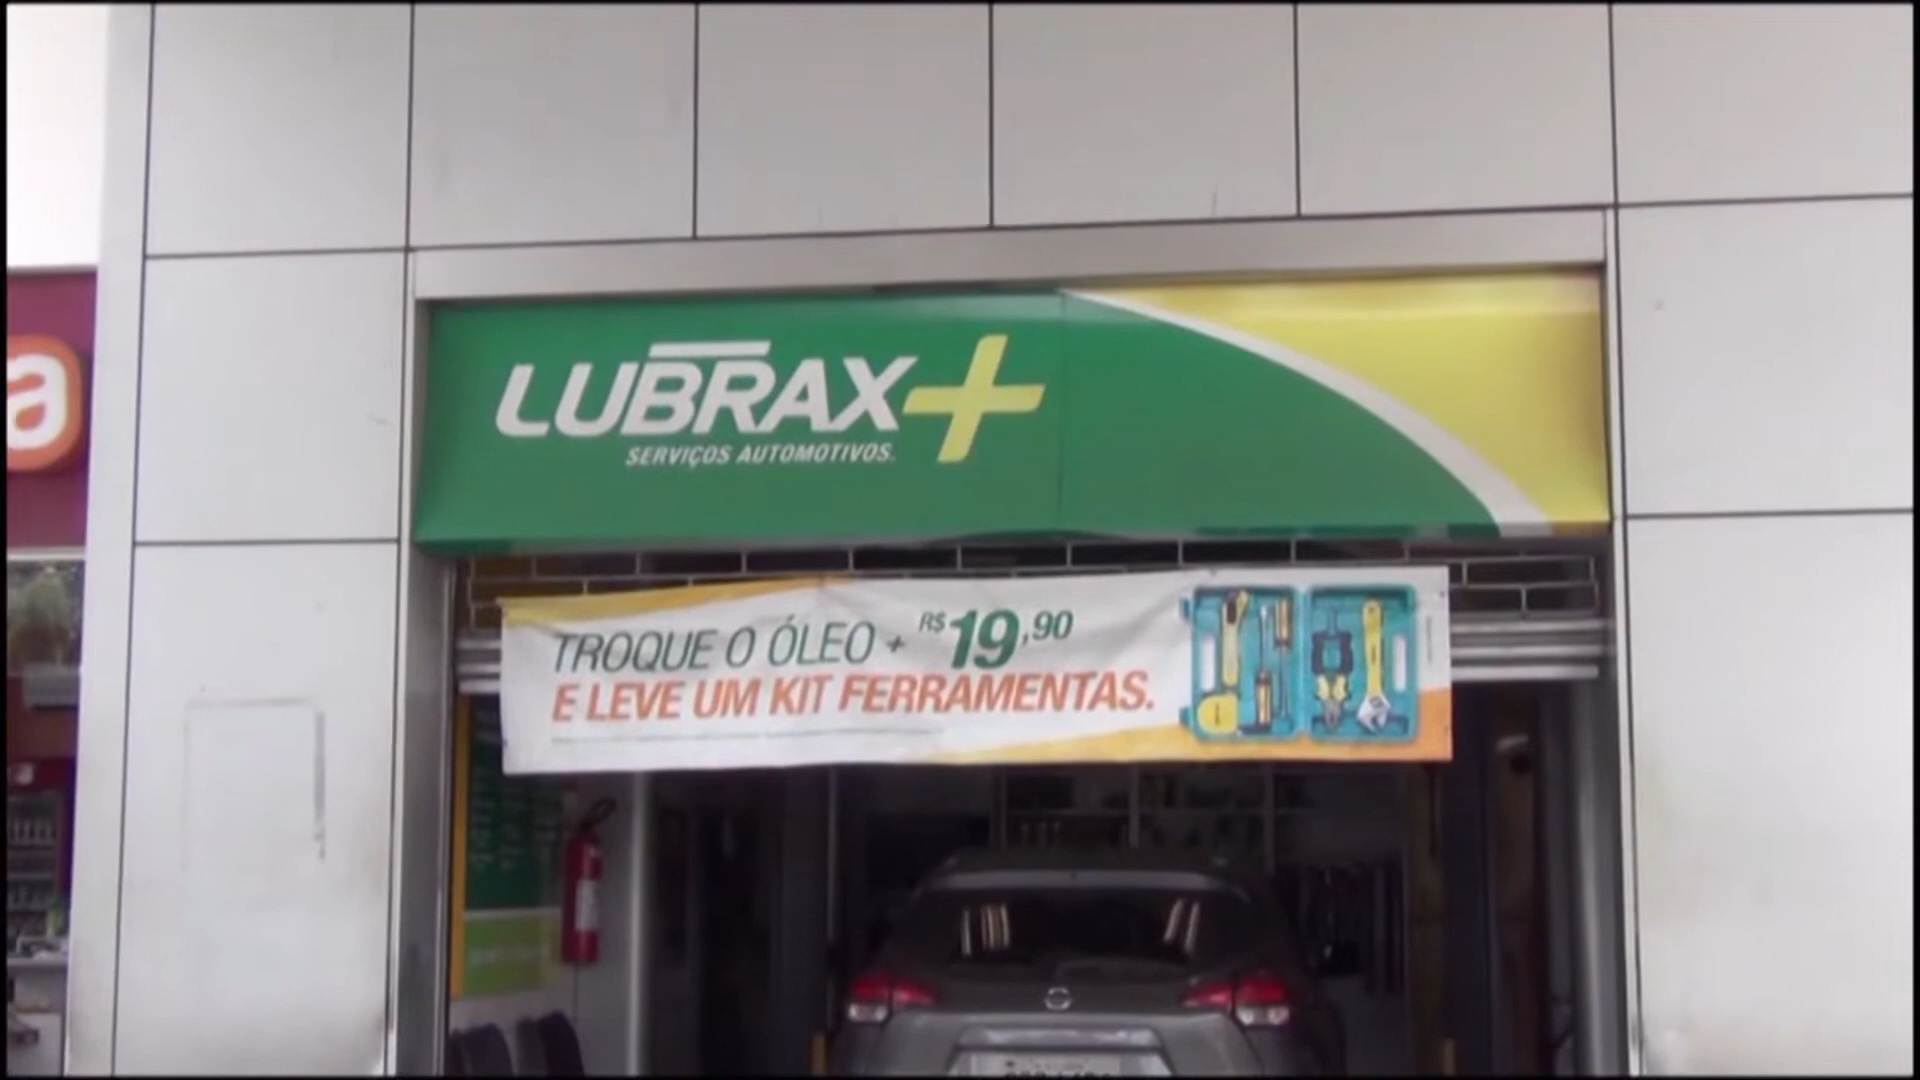 a
LUBRAX+
SERVIÇOS AUTOMOTIVOS.
TROQUE O ÓLEO + R$19,90
E LEVE UM KIT FERRAMENTAS.